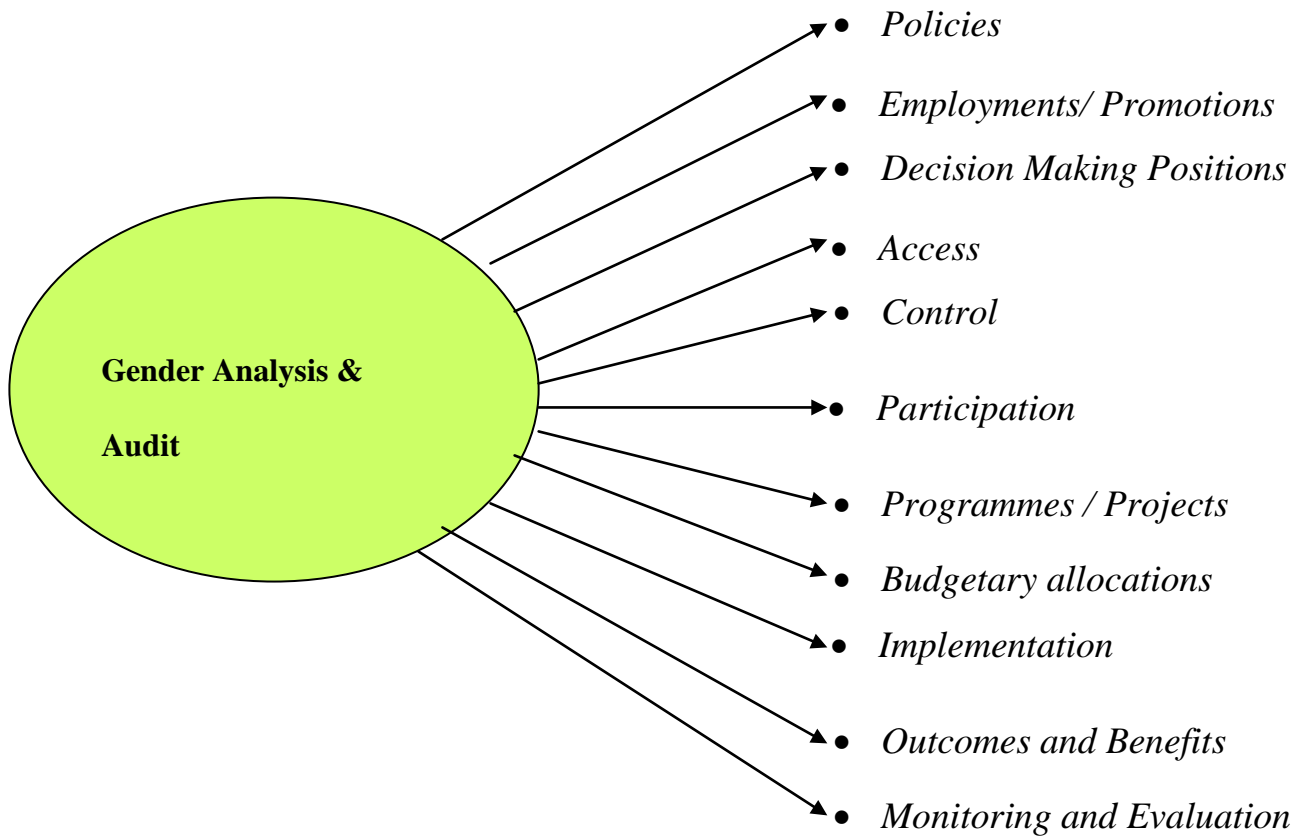 • Policies
• Employments/ Promotions
• Decision Making Positions
• Access
• Control
Gender Analysis &
Audit
• Participation
• Programmes / Projects
• Budgetary allocations
• Implementation
• Outcomes and Benefits
• Monitoring and Evaluation